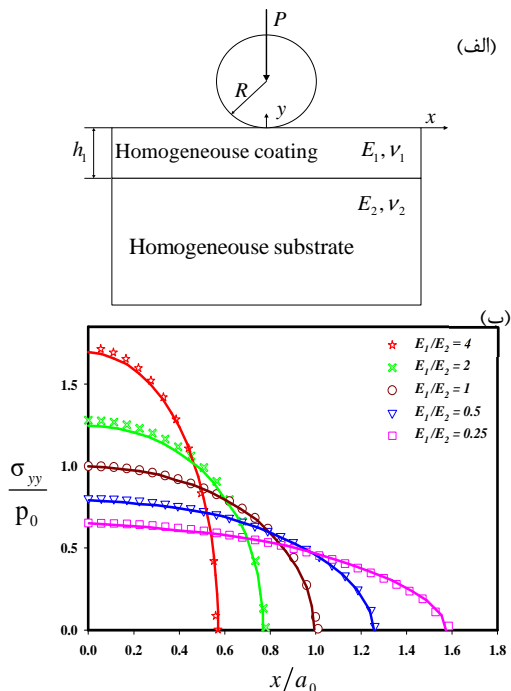 P
(الف)
R
y
x
h₁
Homogeneouse coating
E₁, ν₁
E₂, ν₂
Homogeneouse substrate
(ب)
E₁/E₂ = 4
E₁/E₂ = 2
E₁/E₂ = 1
E₁/E₂ = 0.5
E₁/E₂ = 0.25
1.5
1.0
0.5
0.0
σyy
p₀
0.0 0.2 0.4 0.6 0.8 1.0 1.2 1.4 1.6 1.8
x/a₀